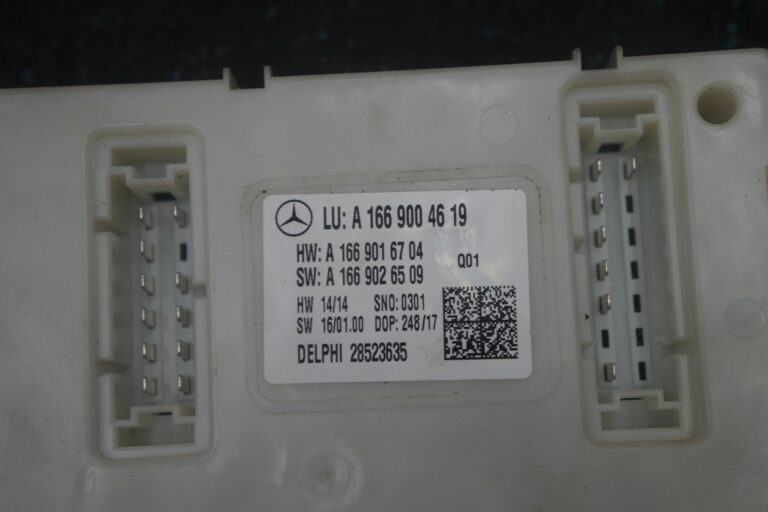 LU: A 166 900 46 19
HW: A 166 901 67 04
SW: A 166 902 65 09
Q01
HW 14/14 SNO: 0301
SW 16/01.00 DOP: 248/17
DELPHI 28523635